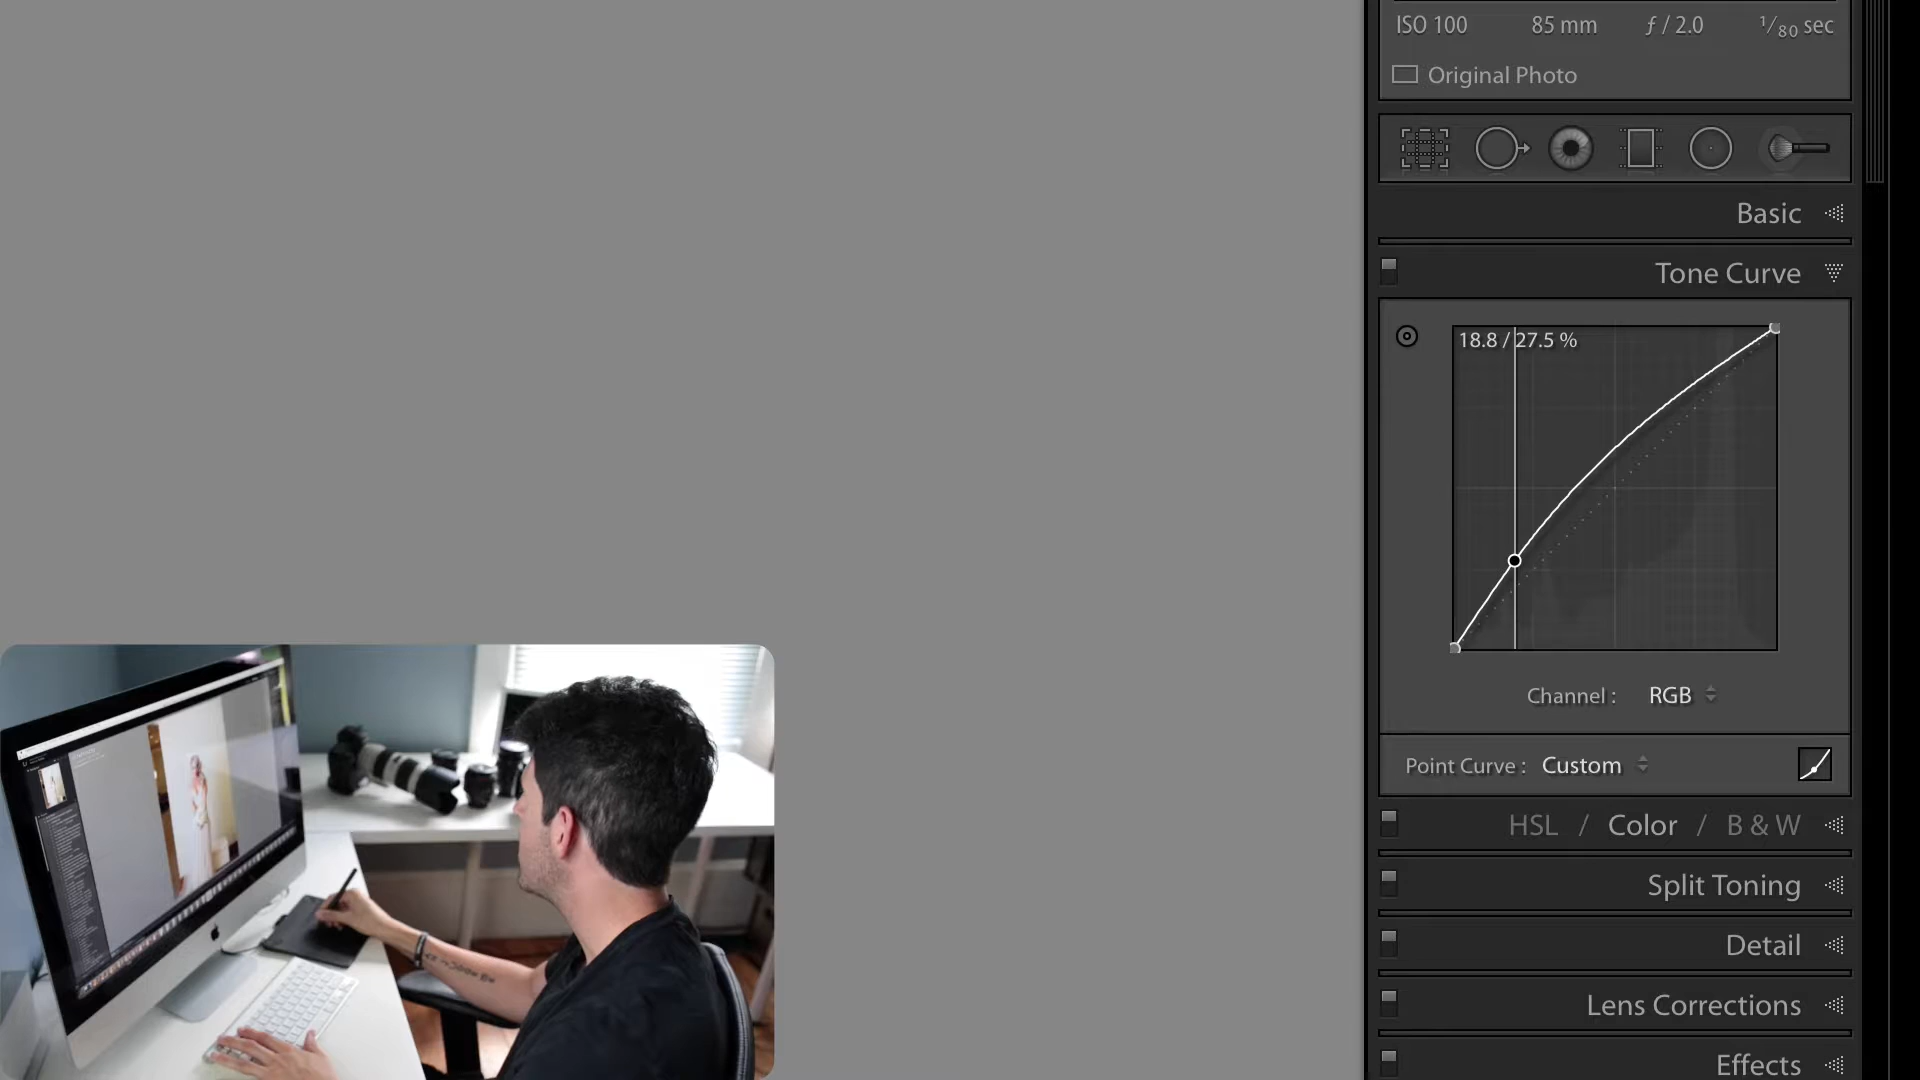 ISO 100 85 mm ƒ / 2.0 1/80 sec
Original Photo
Basic
Tone Curve
18.8 / 27.5 %
Channel : RGB
Point Curve : Custom
HSL / Color / B & W
Split Toning
Detail
Lens Corrections
Effects